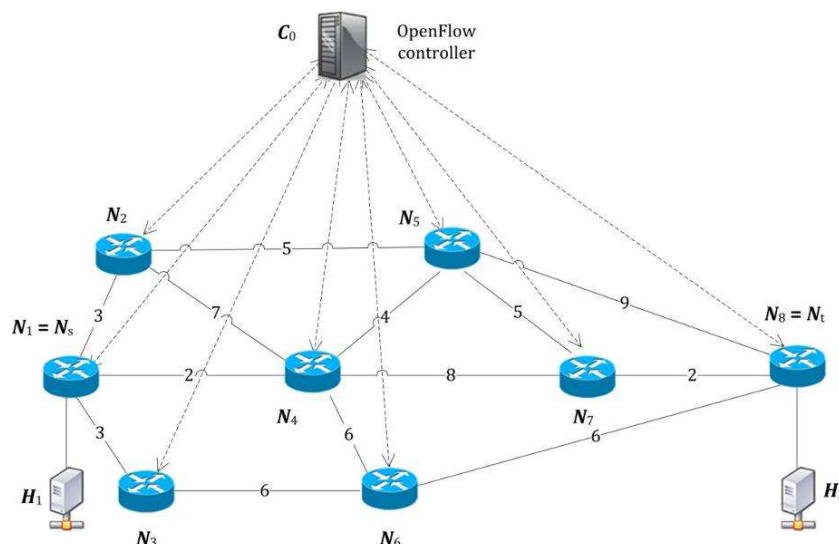 C₀
OpenFlow
controller
N₂
N₅
5
9
3
7
4
5
N₁ = Nₛ
N₈ = Nₜ
2
8
2
N₄
N₇
3
6
6
H₁
6
H
N₃
N₆